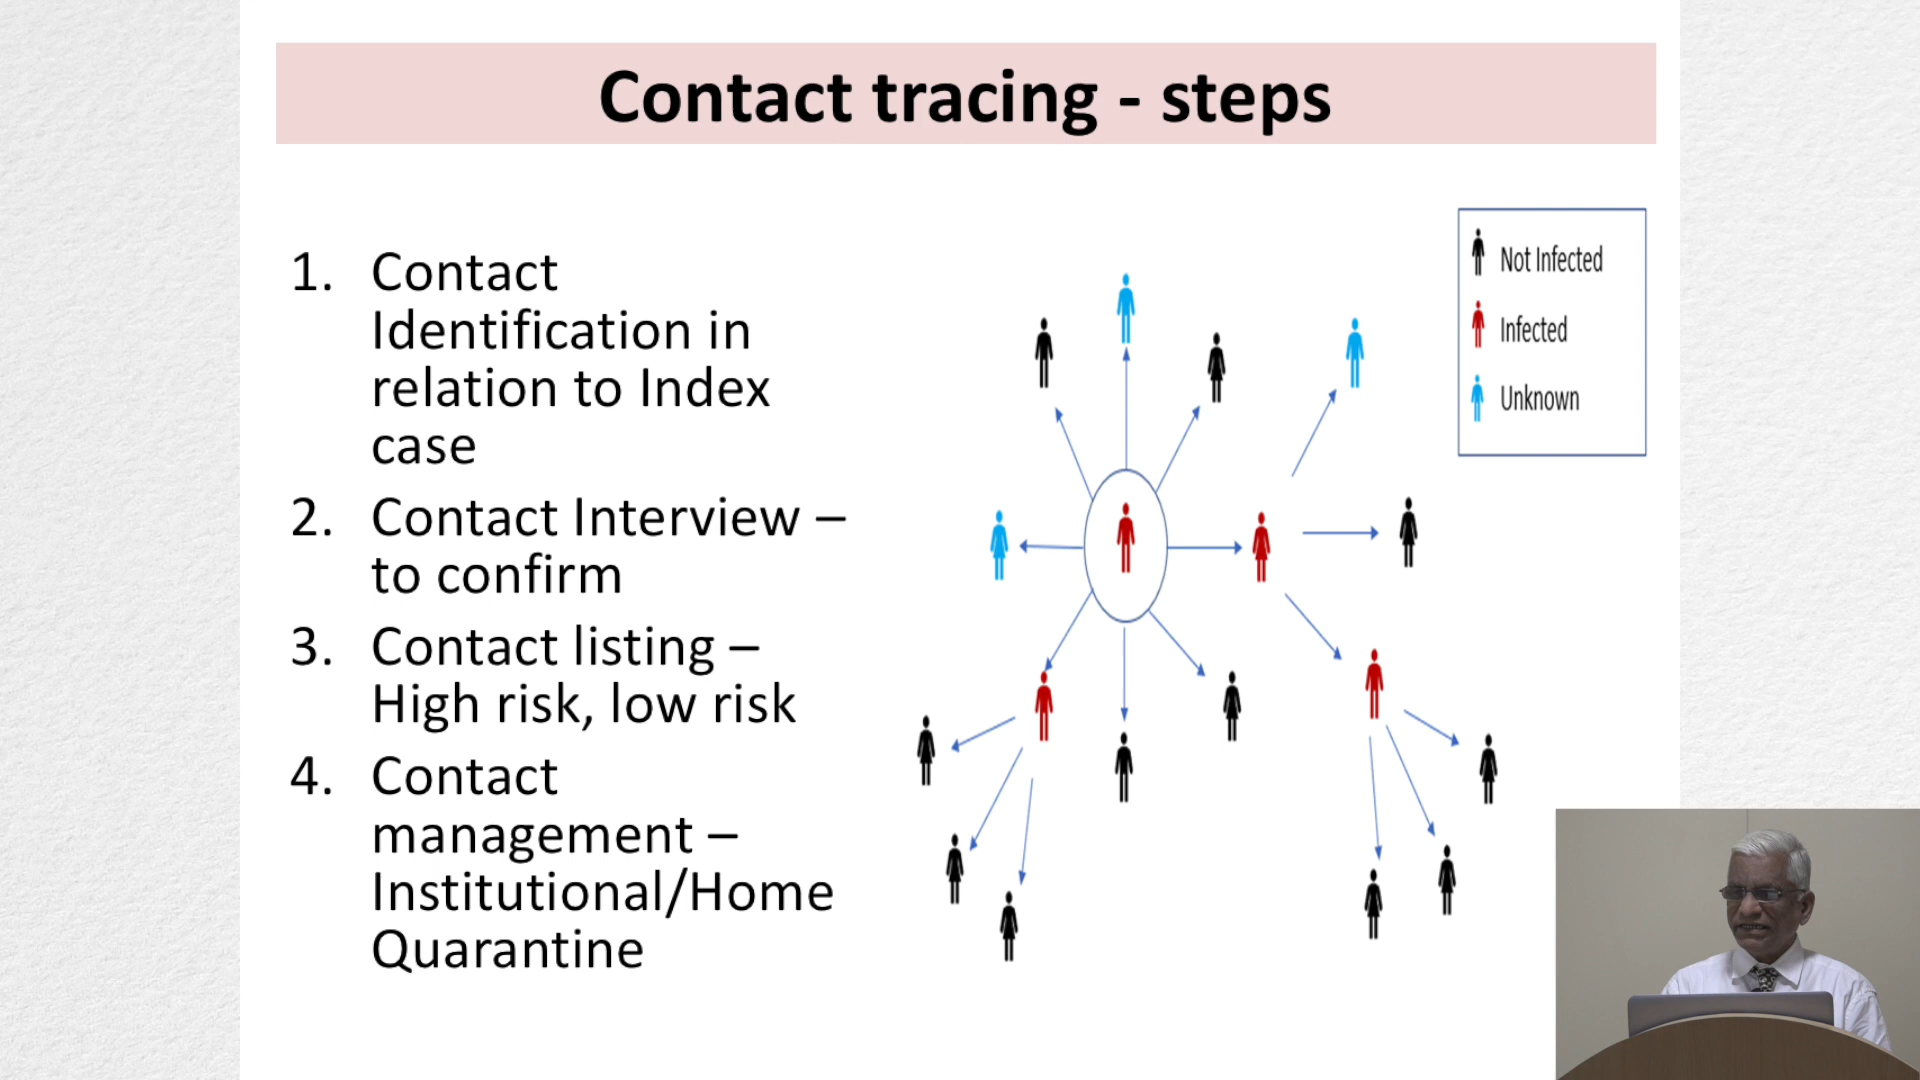 Contact tracing - steps
1. Contact
Identification in
relation to Index
case
2. Contact Interview –
to confirm
3. Contact listing –
High risk, low risk
4. Contact
management –
Institutional/Home
Quarantine
Not Infected
Infected
Unknown